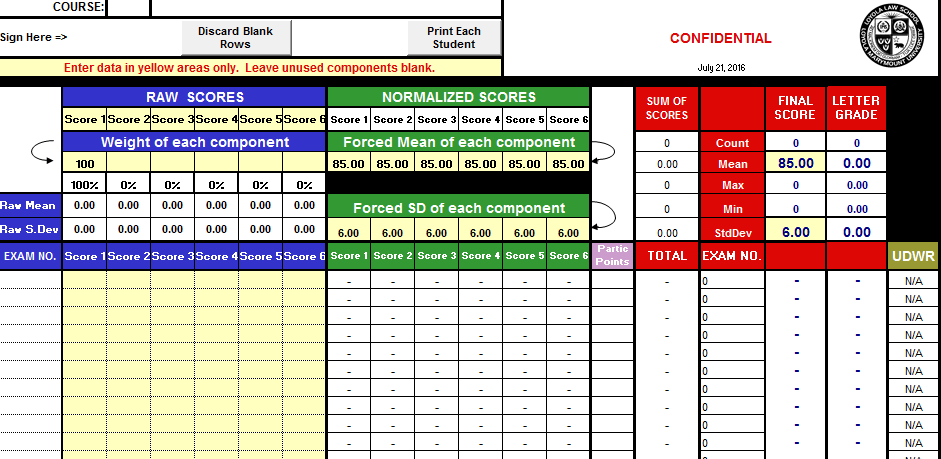 COURSE:
Sign Here => Discard Blank Rows Print Each Student CONFIDENTIAL
LOYOLA LAW SCHOOL
LOYOLA MARYMOUNT UNIVERSITY
July 21, 2016
Enter data in yellow areas only. Leave unused components blank.
RAW SCORES NORMALIZED SCORES SUM OF SCORES FINAL SCORE LETTER GRADE
Score 1 Score 2 Score 3 Score 4 Score 5 Score 6 Score 1 Score 2 Score 3 Score 4 Score 5 Score 6
Weight of each component Forced Mean of each component 0 Count 0 0
100 85.00 85.00 85.00 85.00 85.00 85.00 0.00 Mean 85.00 0.00
100% 0% 0% 0% 0% 0% 0 Max 0 0.00
Raw Mean 0.00 0.00 0.00 0.00 0.00 0.00 Forced SD of each component 0 Min 0 0.00
Raw S.Dev 0.00 0.00 0.00 0.00 0.00 0.00 6.00 6.00 6.00 6.00 6.00 6.00 0.00 StdDev 6.00 0.00
EXAM NO. Score 1 Score 2 Score 3 Score 4 Score 5 Score 6 Score 1 Score 2 Score 3 Score 4 Score 5 Score 6 Partic Points TOTAL EXAM NO. UDWR
- - - - - - - 0 - - N/A
- - - - - - - 0 - - N/A
- - - - - - - 0 - - N/A
- - - - - - - 0 - - N/A
- - - - - - - 0 - - N/A
- - - - - - - 0 - - N/A
- - - - - - - 0 - - N/A
- - - - - - - 0 - - N/A
- - - - - - - 0 - - N/A
- - - - - - - 0 - - N/A